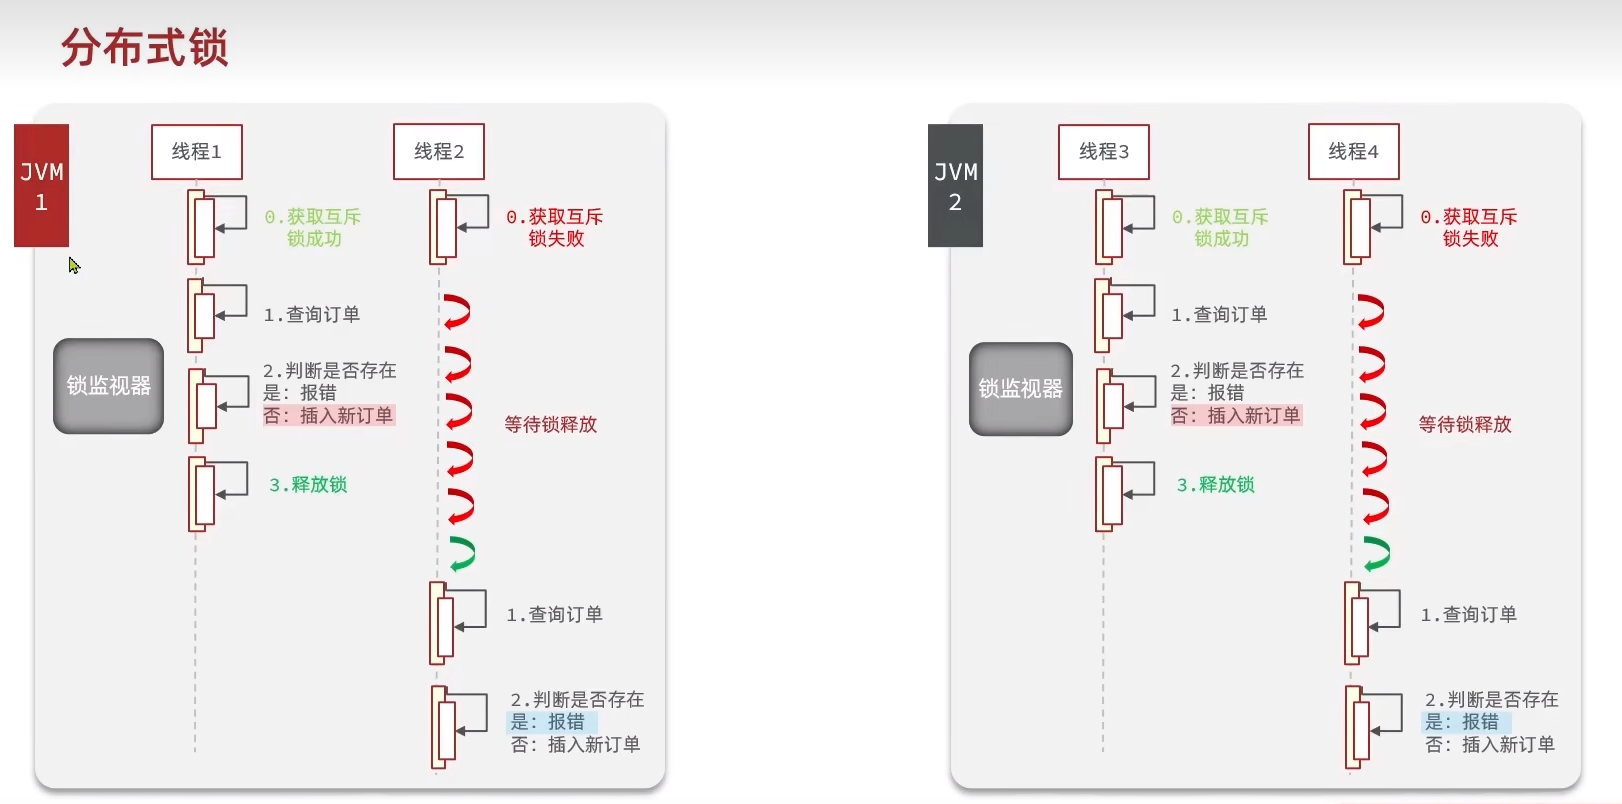 分布式锁
JVM
1
线程1
线程2
0.获取互斥
锁成功
0.获取互斥
锁失败
1.查询订单
锁监视器
2.判断是否存在
是: 报错
否: 插入新订单
等待锁释放
3.释放锁
1.查询订单
2.判断是否存在
是: 报错
否: 插入新订单
JVM
2
线程3
线程4
0.获取互斥
锁成功
0.获取互斥
锁失败
1.查询订单
锁监视器
2.判断是否存在
是: 报错
否: 插入新订单
等待锁释放
3.释放锁
1.查询订单
2.判断是否存在
是: 报错
否: 插入新订单